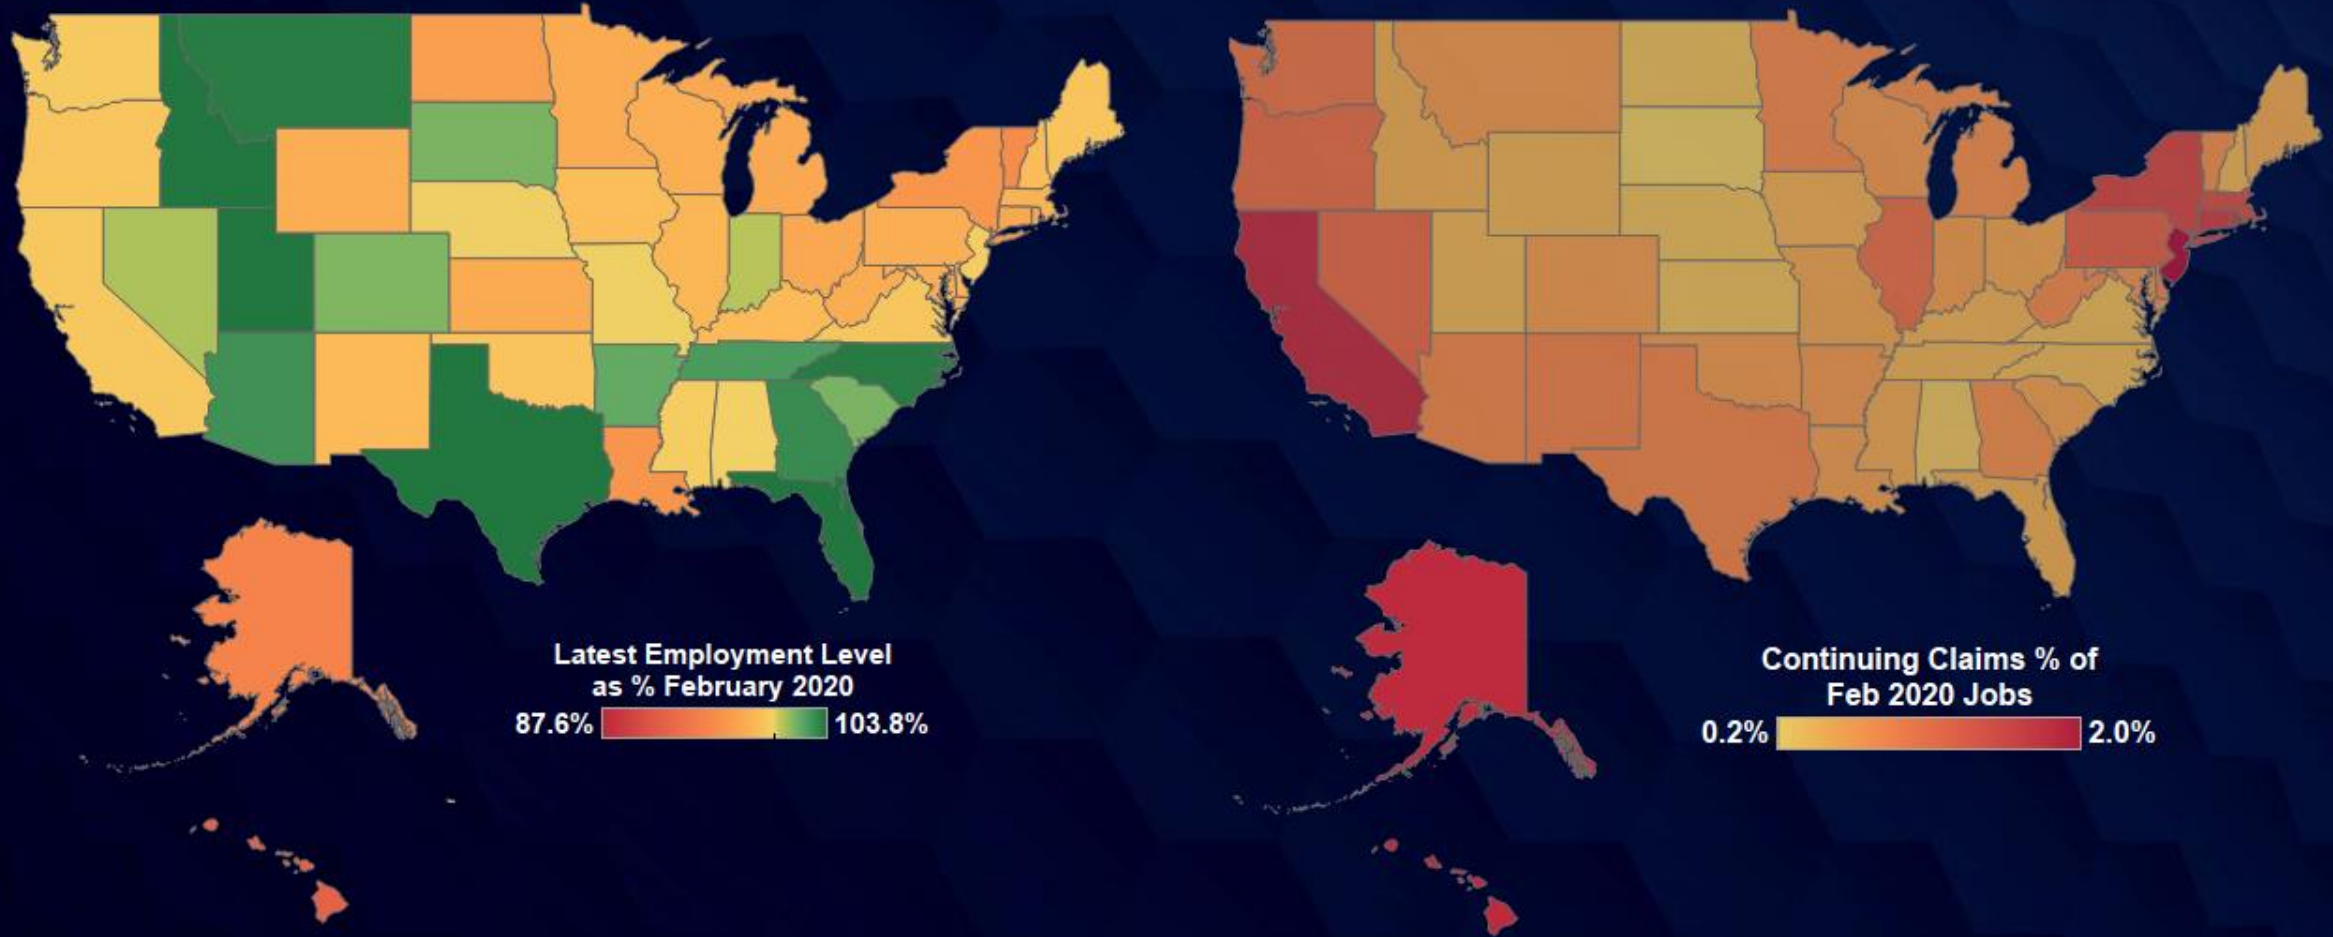 Latest Employment Level
as % February 2020
87.6% 103.8%
Continuing Claims % of
Feb 2020 Jobs
0.2% 2.0%